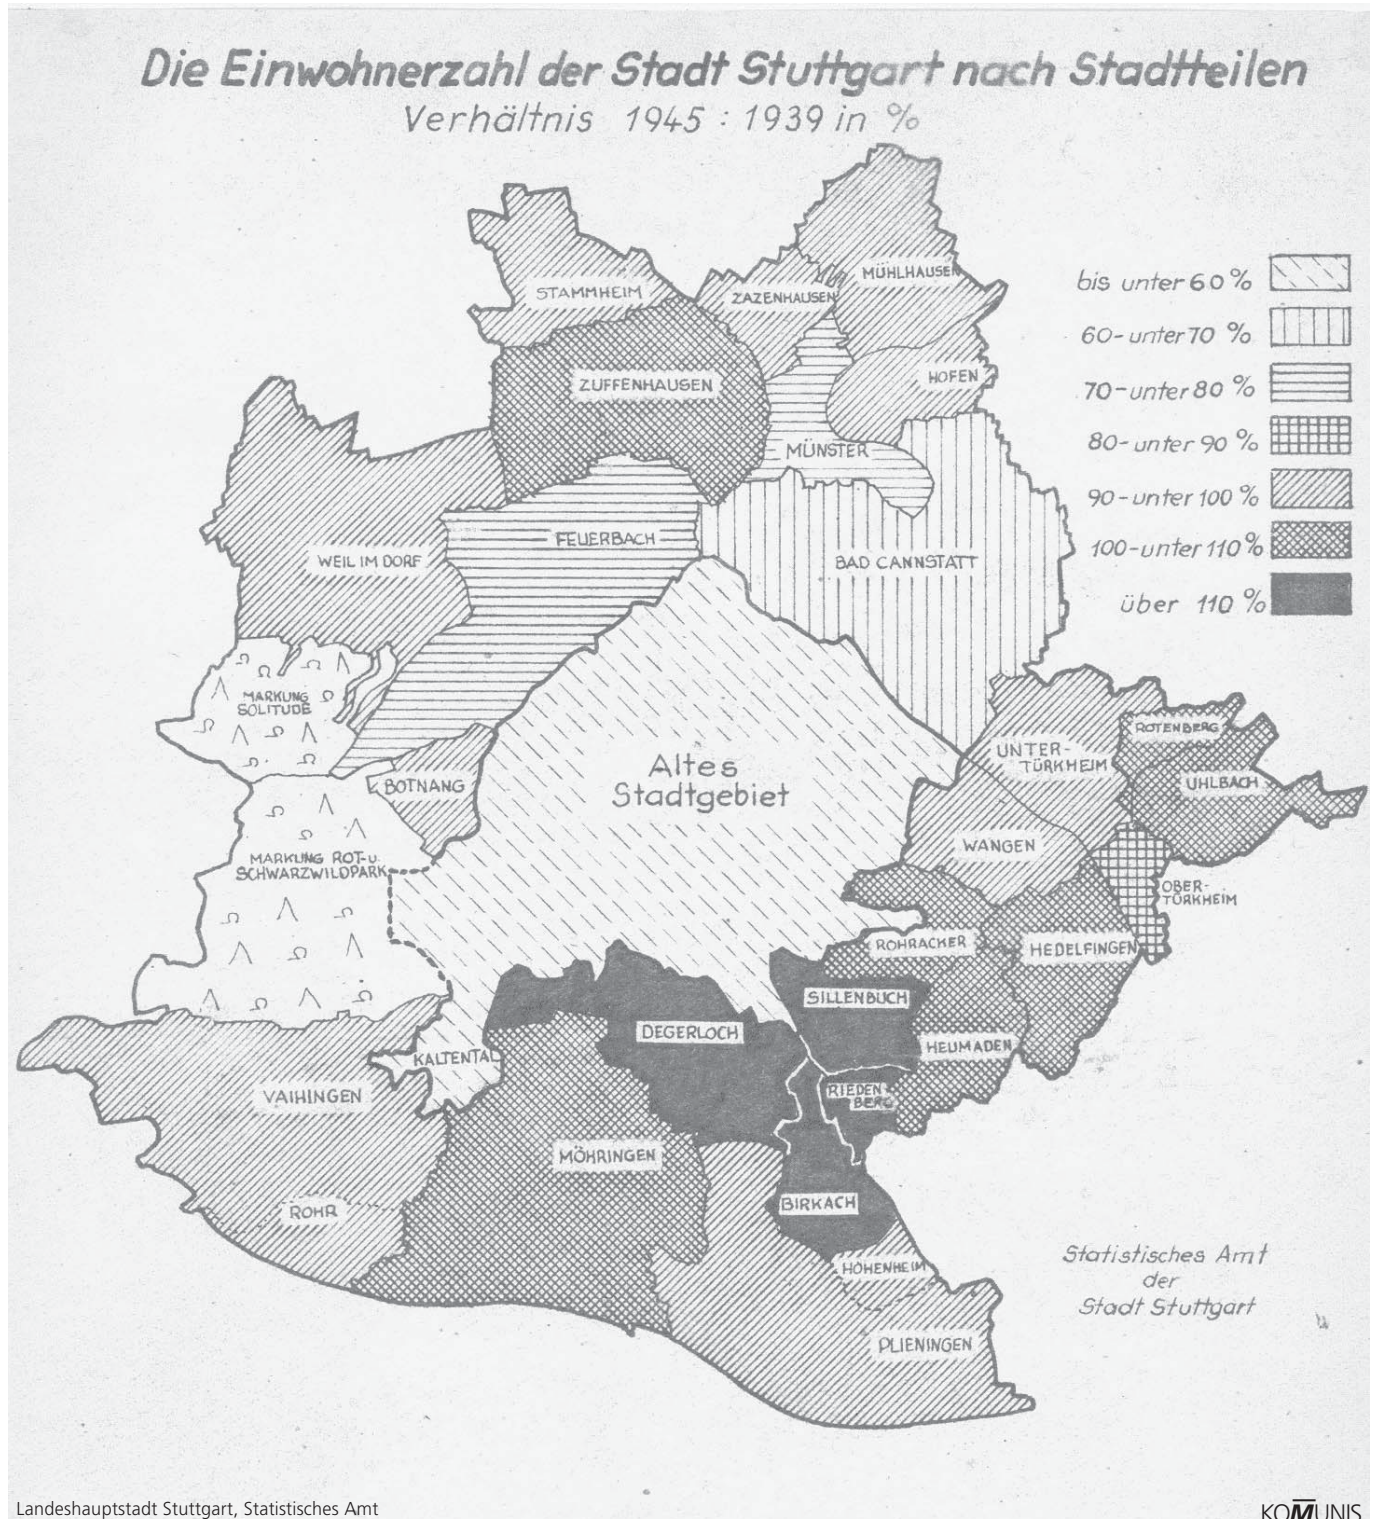 Die Einwohnerzahl der Stadt Stuttgart nach Stadtteilen
Verhältnis 1945 : 1939 in %
bis unter 60 %
60-unter 70 %
70-unter 80 %
80-unter 90 %
90-unter 100 %
100-unter 110 %
über 110 %
STAMMHEIM
ZAZENHAUSEN
MÜHLHAUSEN
ZUFFENHAUSEN
HOFEN
MÜNSTER
FEUERBACH
WEIL IM DORF
BAD CANNSTATT
MARKUNG
SOLITUDE
BOTNANG
Altes
Stadtgebiet
UNTER-
TÜRKHEIM
ROTENBERG
UHLBACH
WANGEN
MARKUNG ROT-U.
SCHWARZWILDPARK
OBER-
TÜRKHEIM
ROHRACKER
HEDELFINGEN
SILLENBUCH
DEGERLOCH
HEUMADEN
KALTENTAL
VAIHINGEN
RIEDEN-
BERG
MÖHRINGEN
BIRKACH
ROHR
HOHENHEIM
PLIENINGEN
Statistisches Amt
der
Stadt Stuttgart
Landeshauptstadt Stuttgart, Statistisches Amt
KOMUNIS